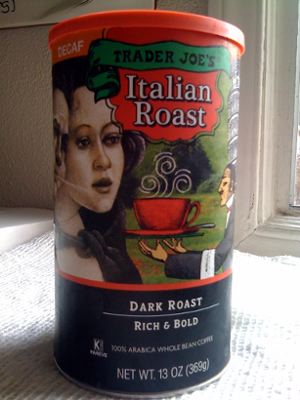 DECAF
TRADER JOE'S
Italian
Roast
DARK ROAST
RICH & BOLD
K
PAREVE
100% ARABICA WHOLE BEAN COFFEE
NET WT. 13 OZ (369g)